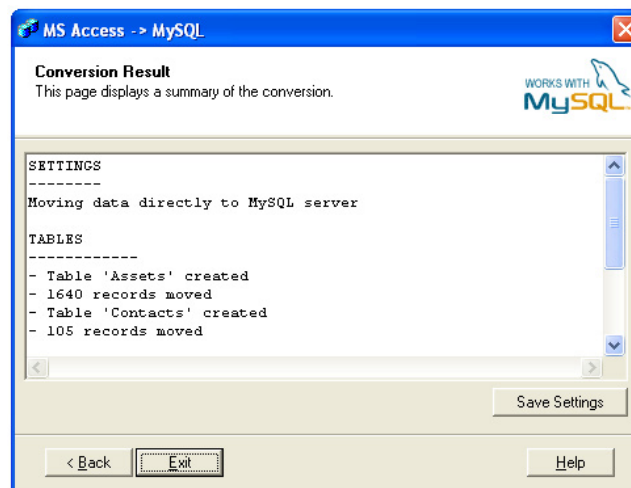 MS Access -> MySQL
Conversion Result
This page displays a summary of the conversion.
WORKS WITH
MySQL
SETTINGS
--------
Moving data directly to MySQL server
TABLES
------------
- Table 'Assets' created
- 1640 records moved
- Table 'Contacts' created
- 105 records moved
Save Settings
< Back
Exit
Help